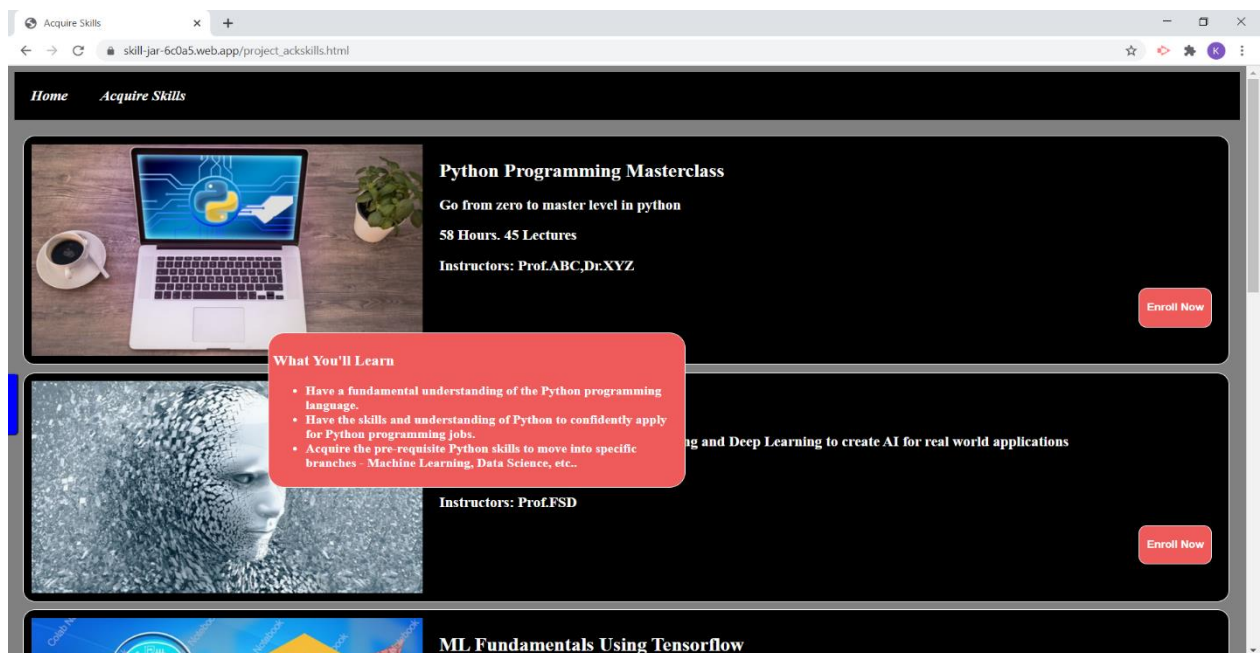 Acquire Skills
skill-jar-6c0a5.web.app/project_ackskills.html
K
Home Acquire Skills
Python Programming Masterclass
Go from zero to master level in python
58 Hours. 45 Lectures
Instructors: Prof.ABC,Dr.XYZ
Enroll Now
What You'll Learn
• Have a fundamental understanding of the Python programming
language.
• Have the skills and understanding of Python to confidently apply
for Python programming jobs.
• Acquire the pre-requisite Python skills to move into specific
branches - Machine Learning, Data Science, etc..
and Deep Learning to create AI for real world applications
Instructors: Prof.FSD
Enroll Now
ML Fundamentals Using Tensorflow